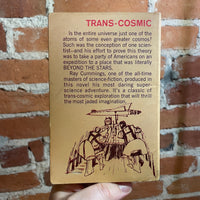 TRANS-COSMIC
Is the entire universe just one of the
atoms of some even greater cosmos?
Such was the conception of one scien-
tist—and his effort to prove this theory
was to take a party of Americans on an
expedition to a place that was literally
BEYOND THE STARS.
Ray Cummings, one of the all-time
masters of science-fiction, produced in
this novel his most daring super-
science adventure. It's a classic of
trans-cosmic exploration that will thrill
the most jaded imagination.